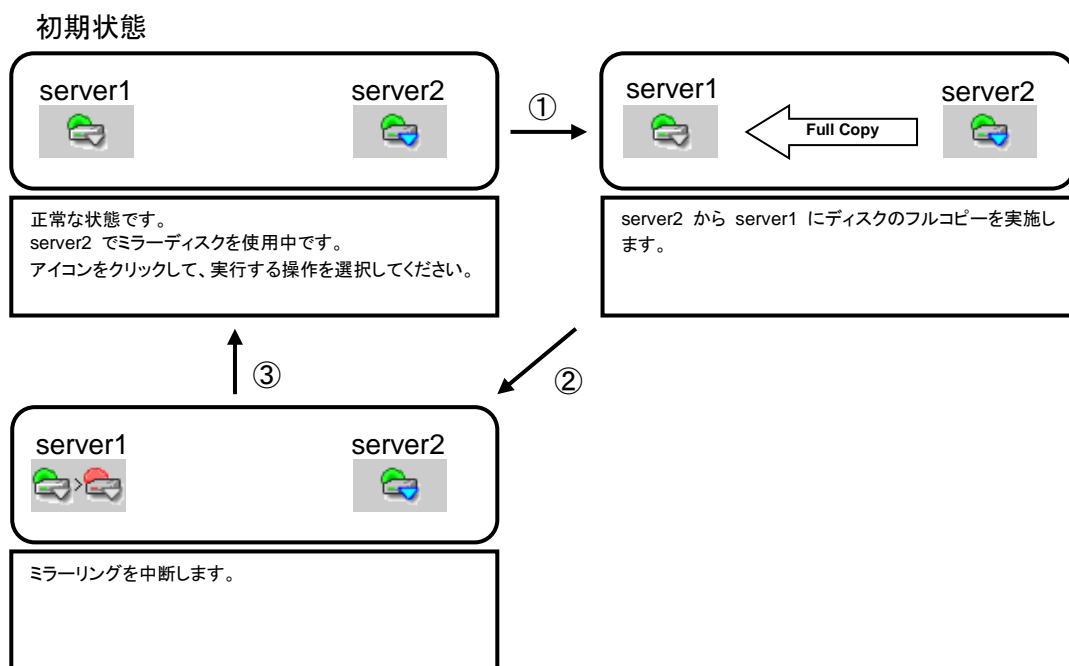 初期状態
server1 server2
①
server1 server2
Full Copy
正常な状態です。
server2 でミラーディスクを使用中です。
アイコンをクリックして、実行する操作を選択してください。
server2 から server1 にディスクのフルコピーを実施し
ます。
③
②
server1 server2
>
ミラーリングを中断します。